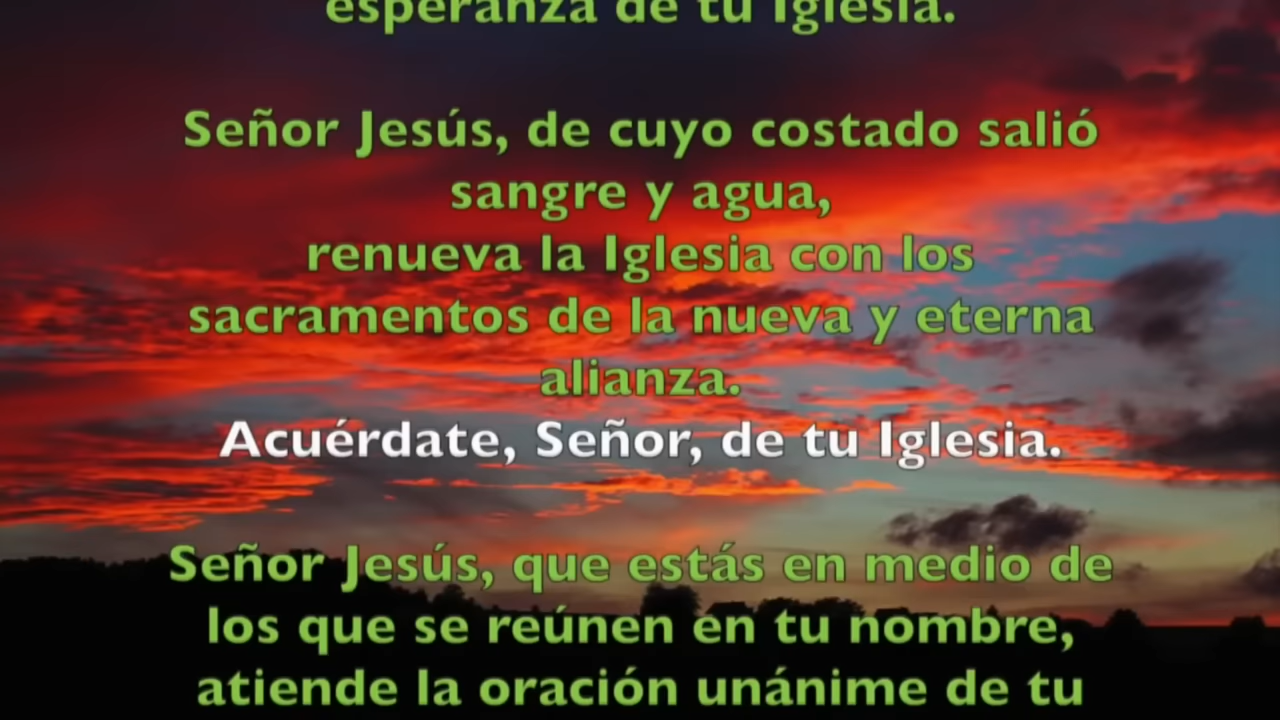 esperanza de tu Iglesia.
Señor Jesús, de cuyo costado salió
sangre y agua,
renueva la Iglesia con los
sacramentos de la nueva y eterna
alianza.
Acuérdate, Señor, de tu Iglesia.
Señor Jesús, que estás en medio de
los que se reúnen en tu nombre,
atiende la oración unánime de tu